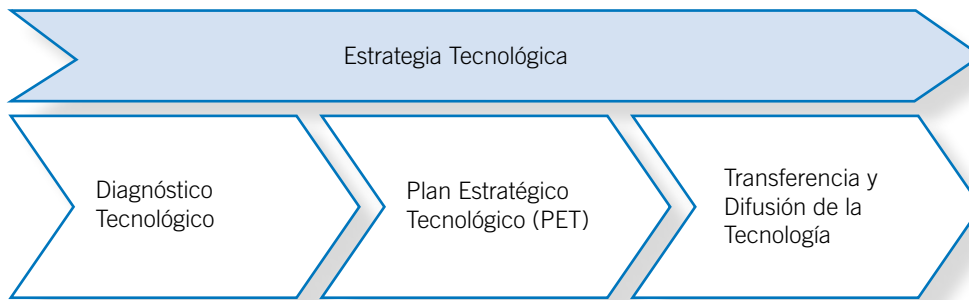 Estrategia Tecnológica
Diagnóstico
Tecnológico
Plan Estratégico
Tecnológico (PET)
Transferencia y
Difusión de la
Tecnología